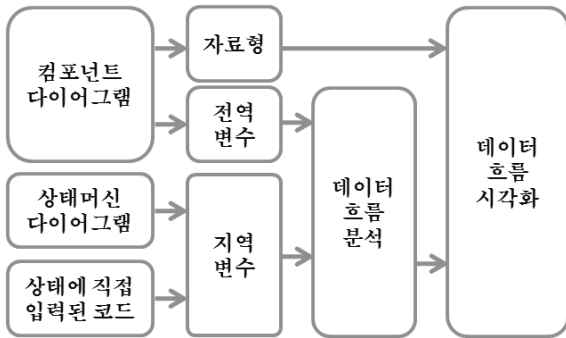 컴포넌트
다이어그램
자료형
전역
변수
상태머신
다이어그램
상태에 직접
입력된 코드
지역
변수
데이터
흐름
분석
데이터
흐름
시각화